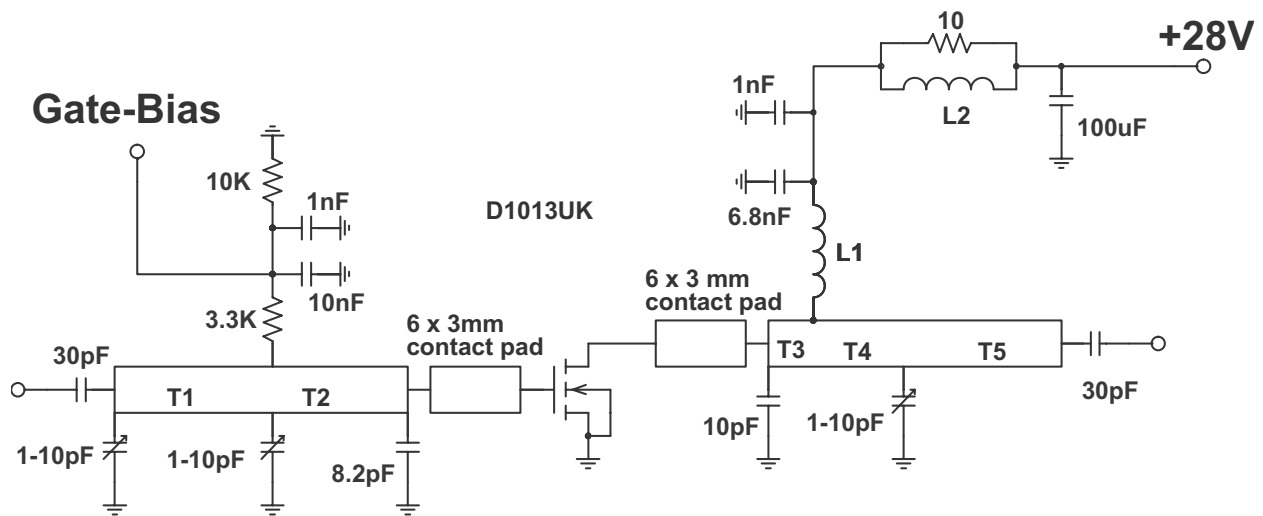 10
+28V
1nF
L2
100uF
Gate-Bias
10K
1nF
6.8nF
D1013UK
L1
10nF
3.3K
6 x 3 mm
contact pad
6 x 3mm
contact pad
30pF
T1
T2
T3
T4
T5
30pF
1-10pF
1-10pF
8.2pF
10pF
1-10pF